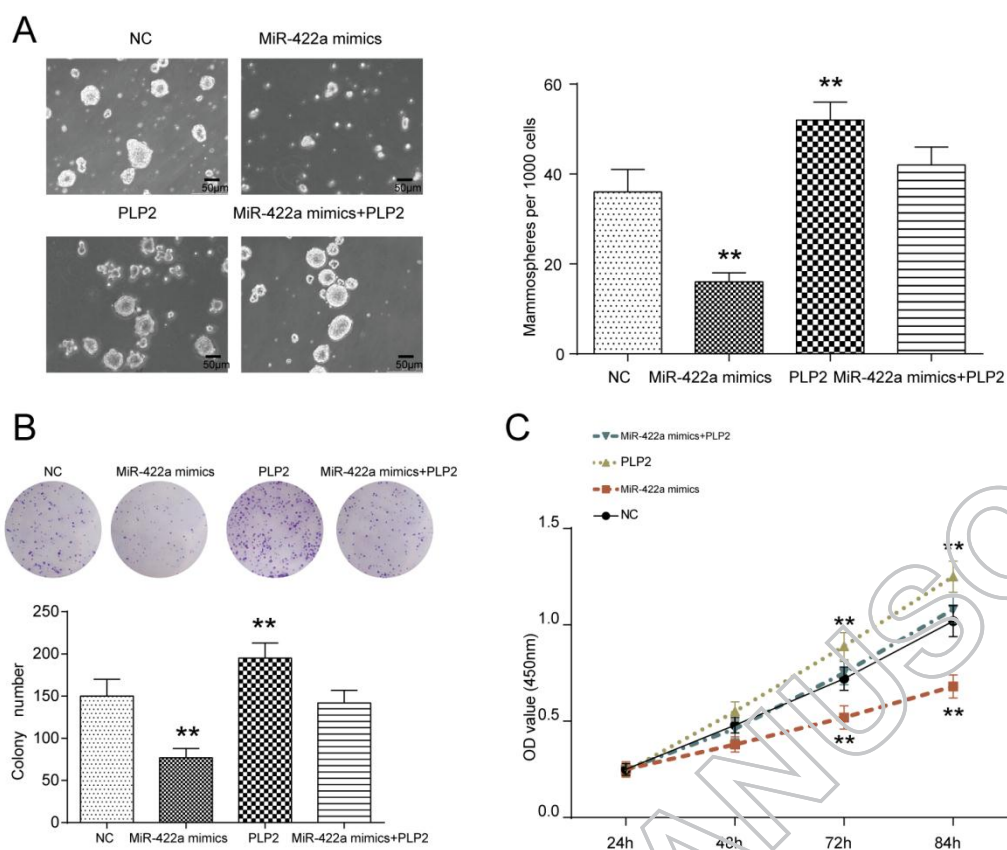 A
NC
MiR-422a mimics
50μm
50μm
PLP2
MiR-422a mimics+PLP2
50μm
50μm
Mammospheres per 1000 cells
60
40
20
0
**
**
NC
MiR-422a mimics
PLP2
MiR-422a mimics+PLP2
B
NC
MiR-422a mimics
PLP2
MiR-422a mimics+PLP2
Colony number
250
200
150
100
50
0
**
**
NC
MiR-422a mimics
PLP2
MiR-422a mimics+PLP2
C
MiR-422a mimics+PLP2
PLP2
MiR-422a mimics
NC
OD value (450nm)
1.5
1.0
0.5
0.0
**
**
**
**
24h
48h
72h
84h
ANUSC